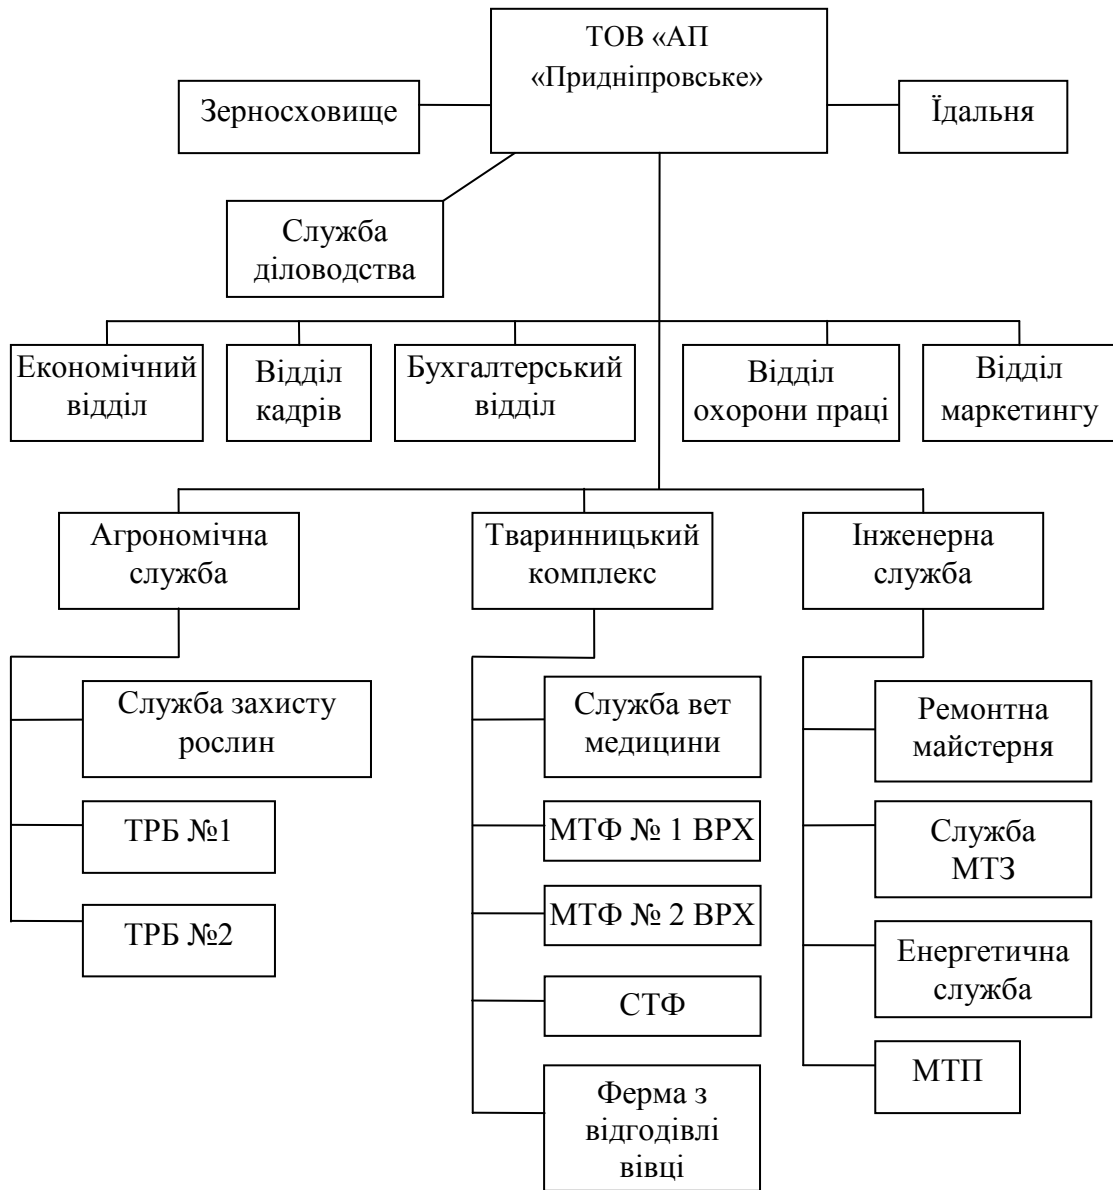 ТОВ «АП
«Придніпровське»
Зерносховище
Їдальня
Служба
діловодства
Економічний
відділ
Відділ
кадрів
Бухгалтерський
відділ
Відділ
охорони праці
Відділ
маркетингу
Агрономічна
служба
Тваринницький
комплекс
Інженерна
служба
Служба захисту
рослин
ТРБ №1
ТРБ №2
Служба вет
медицини
МТФ № 1 ВРХ
МТФ № 2 ВРХ
СТФ
Ферма з
відгодівлі
вівці
Ремонтна
майстерня
Служба
МТЗ
Енергетична
служба
МТП